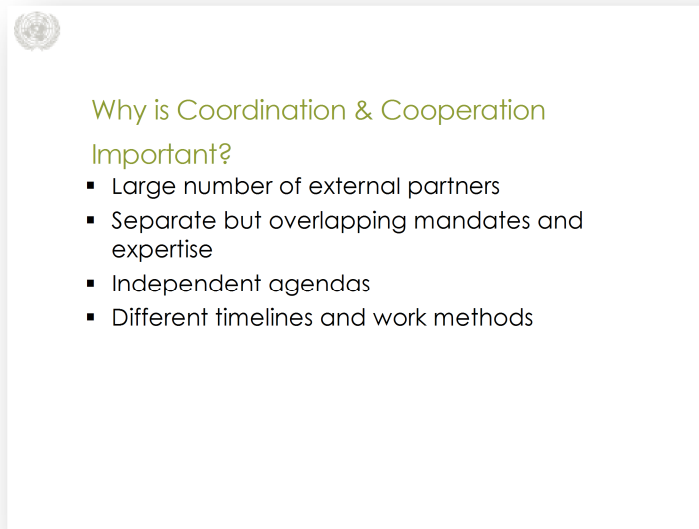 Why is Coordination & Cooperation
Important?
▪ Large number of external partners
▪ Separate but overlapping mandates and
expertise
▪ Independent agendas
▪ Different timelines and work methods